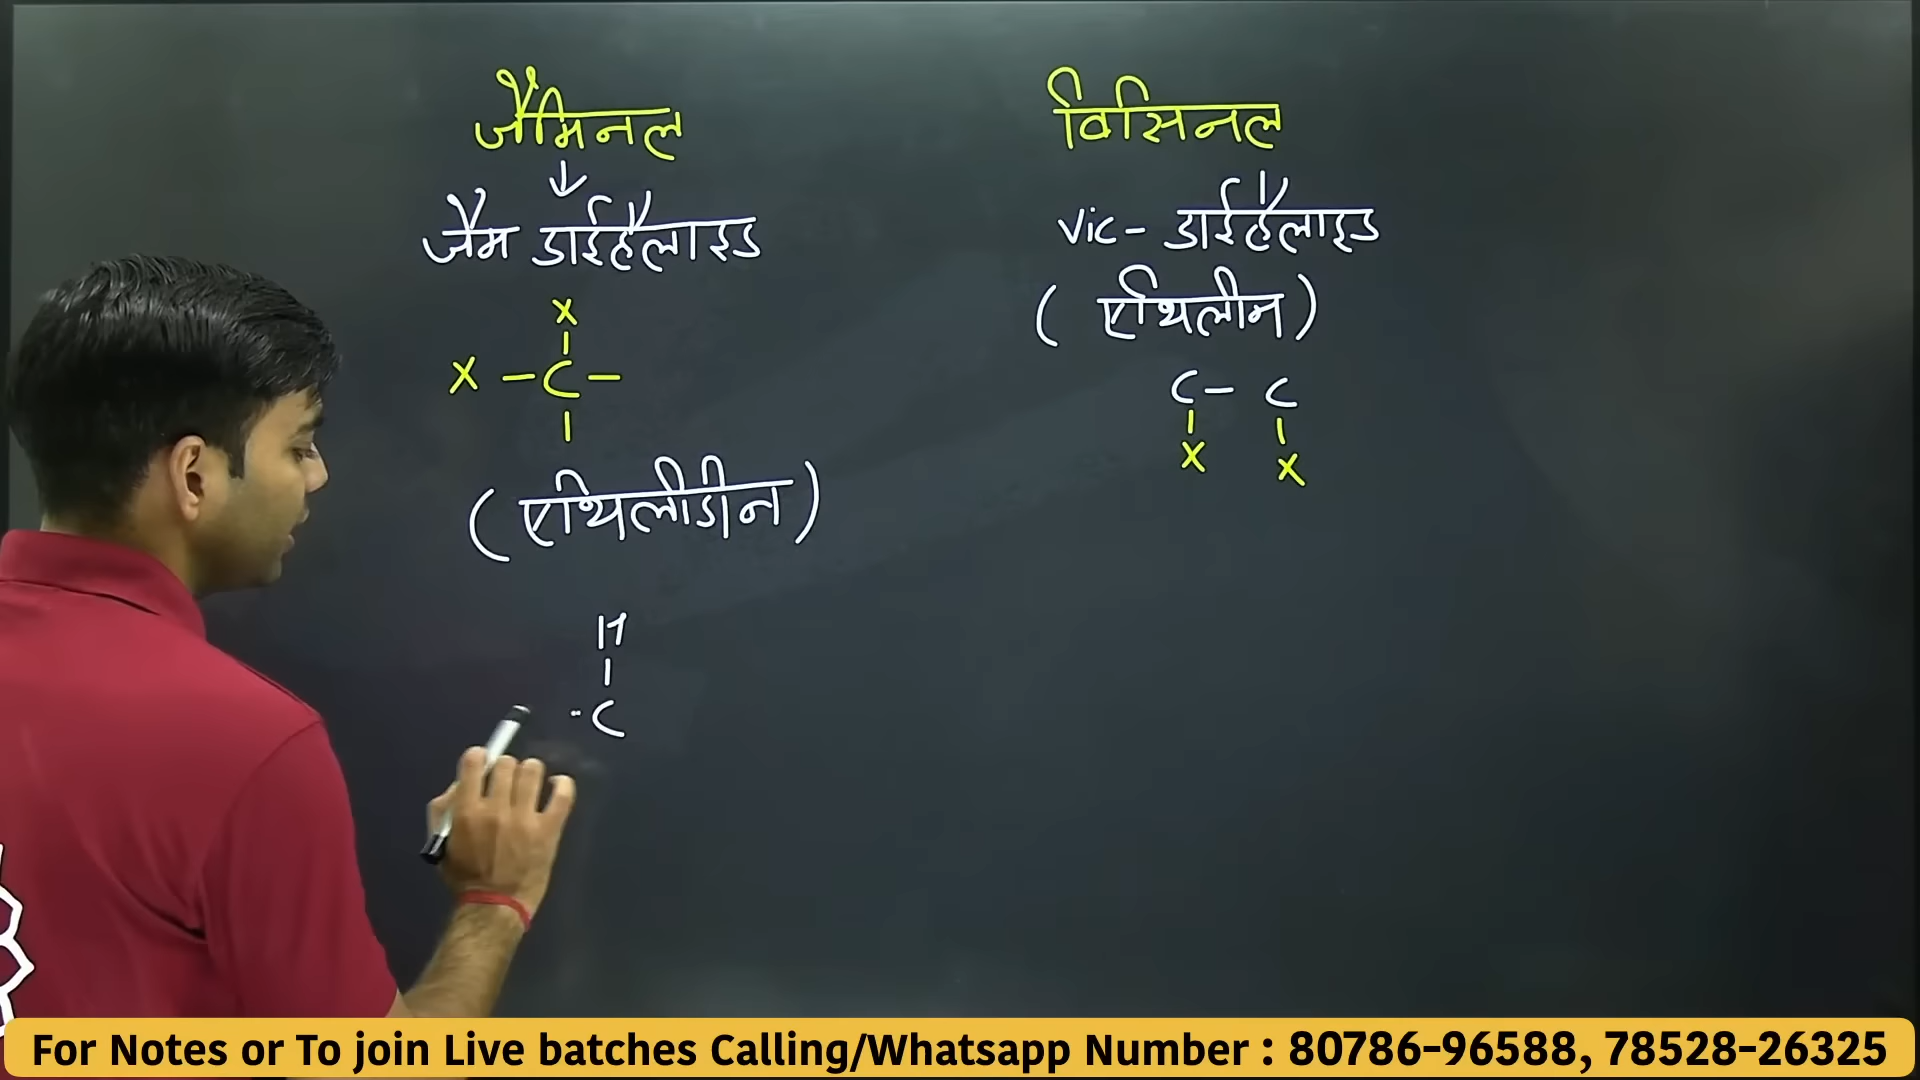 जैमिनल
↓
जैम डाईहैलाइड
X
X - C -
(एथिलीडीन)
H
C
विसिनल
vic- डाईहैलाइड
(एथिलीन)
C - C
X X
For Notes or To join Live batches Calling/Whatsapp Number : 80786-96588, 78528-26325